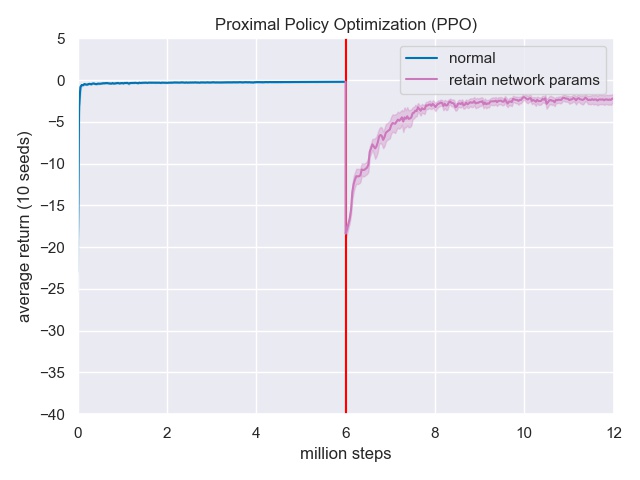 Proximal Policy Optimization (PPO)
normal
retain network params
average return (10 seeds)
5
0
−5
−10
−15
−20
−25
−30
−35
−40
0 2 4 6 8 10 12
million steps